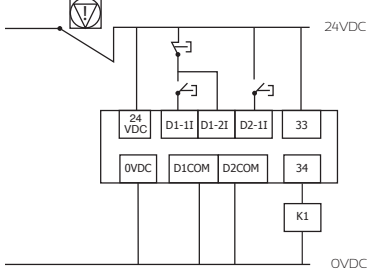 24VDC
24 VDC
D1-1I
D1-2I
D2-1I
33
0VDC
D1COM
D2COM
34
K1
0VDC